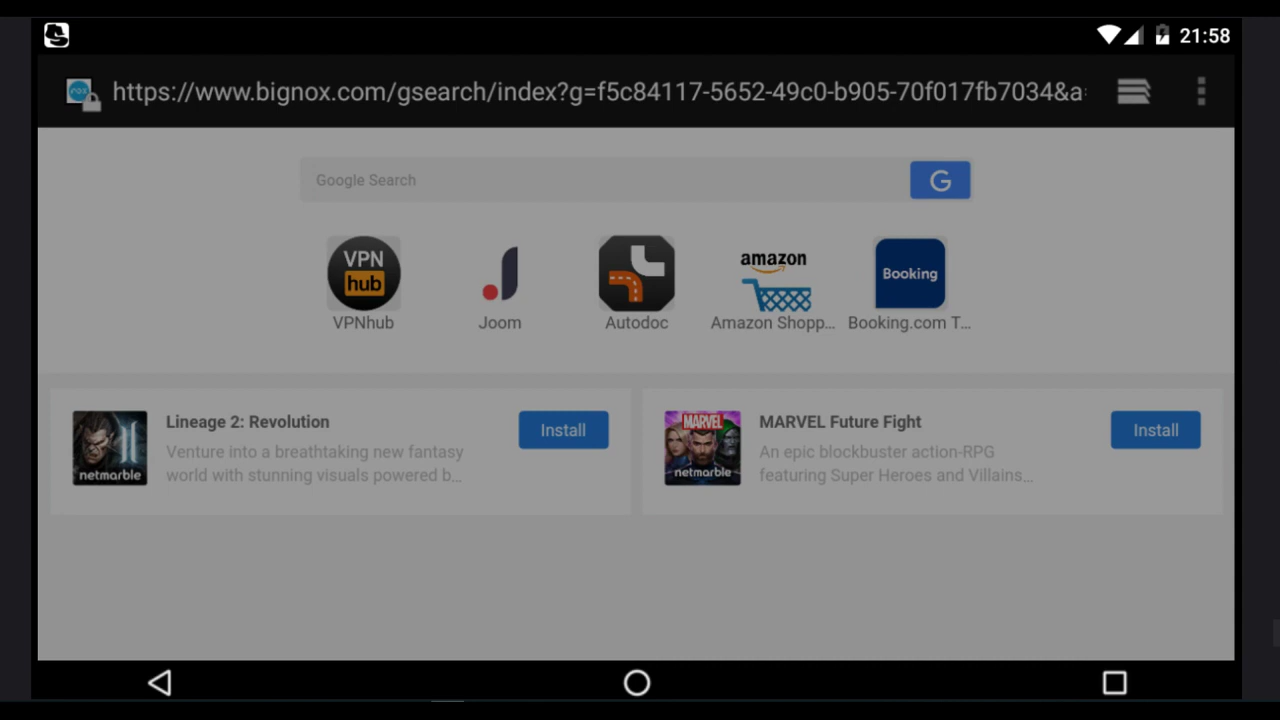 21:58
https://www.bignox.com/gsearch/index?g=f5c84117-5652-49c0-b905-70f017fb7034&a
Google Search
G
VPN
hub
amazon
Booking
VPNhub
Joom
Autodoc
Amazon Shopp...
Booking.com T...
Lineage 2: Revolution
Venture into a breathtaking new fantasy
world with stunning visuals powered b...
Install
netmarble
MARVEL
MARVEL Future Fight
An epic blockbuster action-RPG
featuring Super Heroes and Villains...
Install
netmarble